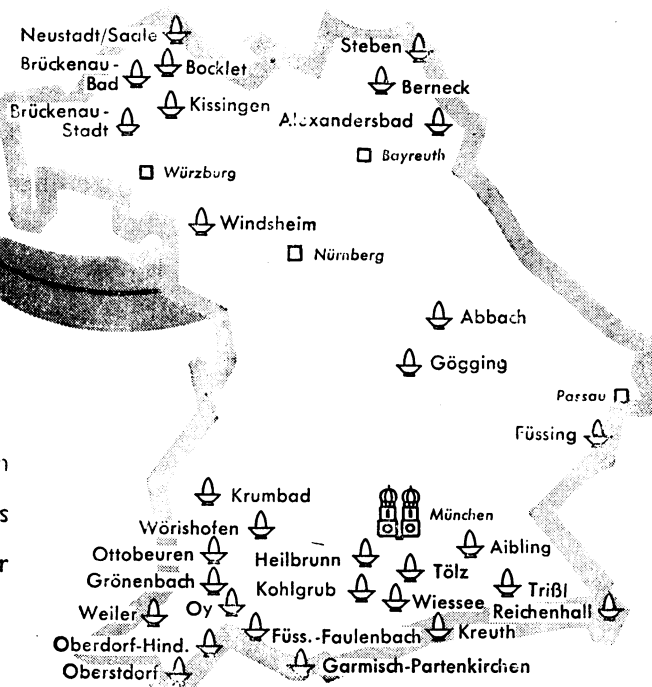 Neustadt/Saale
Steben
Brückenau-
Bad
Bocklet
Berneck
Kissingen
Brückenau-
Stadt
Alexandersbad
Bayreuth
Würzburg
Windsheim
Nürnberg
Abbach
Gögging
Passau
Füssing
Krumbad
München
Wörishofen
Ottobeuren
Heilbrunn
Aibling
Grönenbach
Tölz
Kohlgrub
Trißl
Weiler
Oy
Wiessee
Reichenhall
Oberdorf-Hind.
Füss.-Faulenbach
Kreuth
Oberstdorf
Garmisch-Partenkirchen